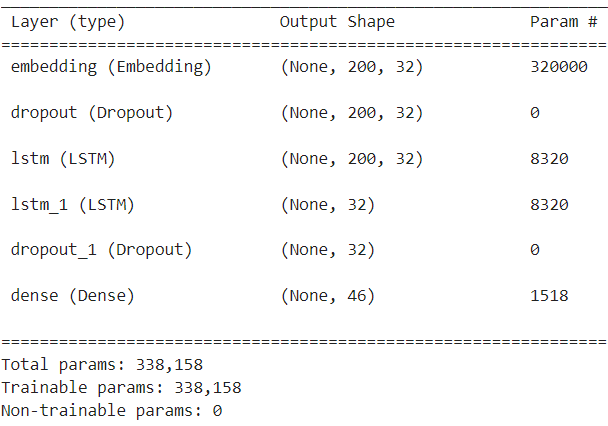 Layer (type) Output Shape Param #
=================================================================
embedding (Embedding) (None, 200, 32) 320000
dropout (Dropout) (None, 200, 32) 0
lstm (LSTM) (None, 200, 32) 8320
lstm_1 (LSTM) (None, 32) 8320
dropout_1 (Dropout) (None, 32) 0
dense (Dense) (None, 46) 1518
=================================================================
Total params: 338,158
Trainable params: 338,158
Non-trainable params: 0